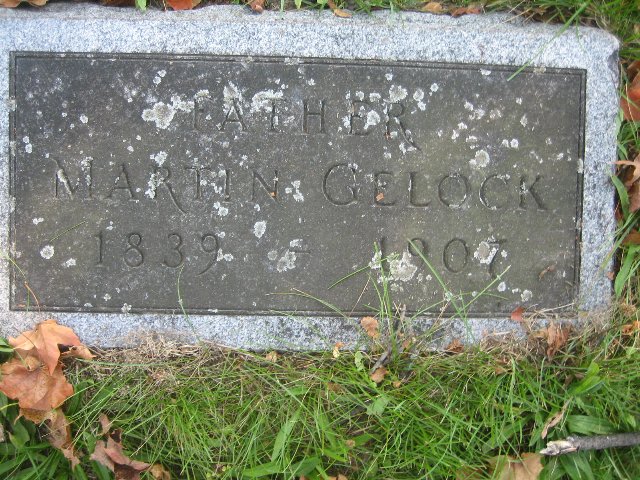 FATHER
MARTIN GELOCK
1839 - 1907